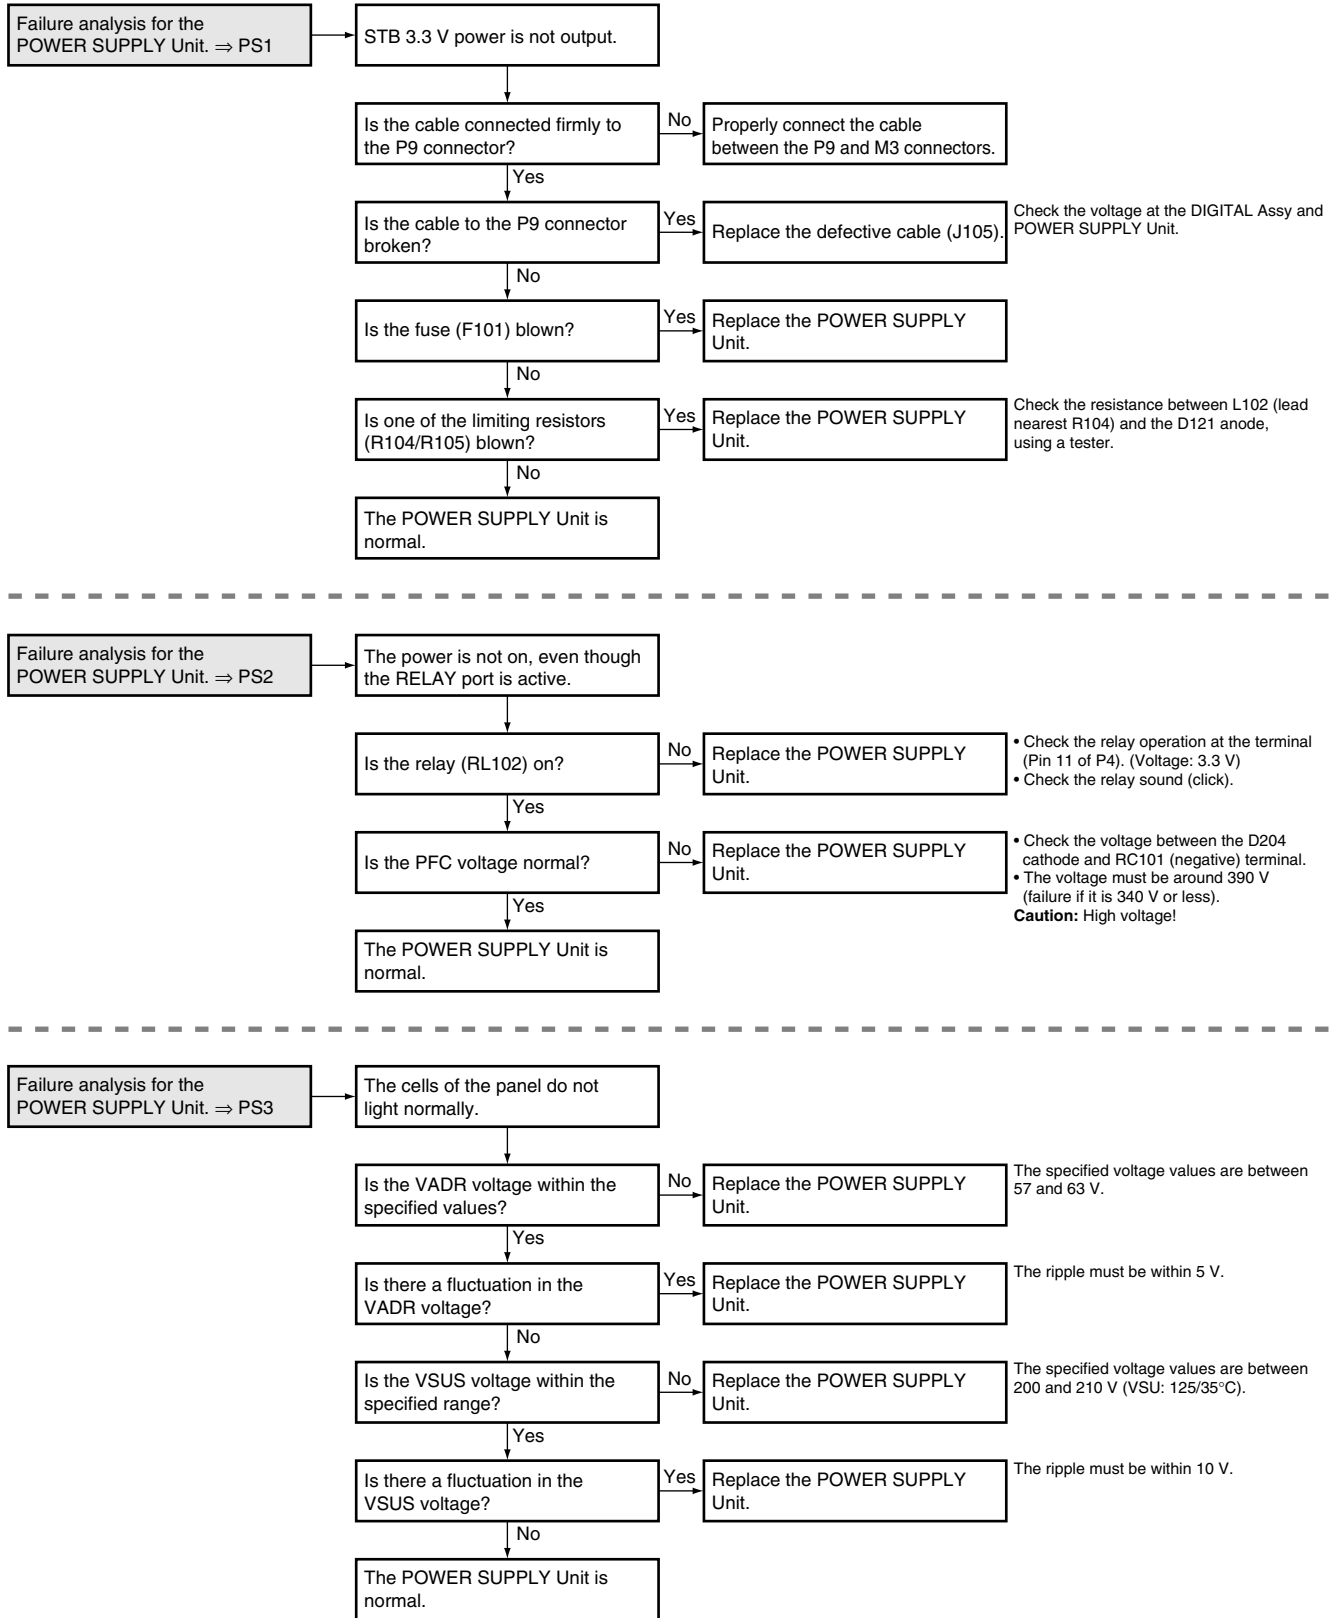 Failure analysis for the
POWER SUPPLY Unit. ⇒ PS1
STB 3.3 V power is not output.
Is the cable connected firmly to
the P9 connector?
No
Properly connect the cable
between the P9 and M3 connectors.
Yes
Is the cable to the P9 connector
broken?
Yes
Replace the defective cable (J105).
Check the voltage at the DIGITAL Assy and
POWER SUPPLY Unit.
No
Is the fuse (F101) blown?
Yes
Replace the POWER SUPPLY
Unit.
No
Is one of the limiting resistors
(R104/R105) blown?
Yes
Replace the POWER SUPPLY
Unit.
Check the resistance between L102 (lead
nearest R104) and the D121 anode,
using a tester.
No
The POWER SUPPLY Unit is
normal.
Failure analysis for the
POWER SUPPLY Unit. ⇒ PS2
The power is not on, even though
the RELAY port is active.
Is the relay (RL102) on?
No
Replace the POWER SUPPLY
Unit.
• Check the relay operation at the terminal
(Pin 11 of P4). (Voltage: 3.3 V)
• Check the relay sound (click).
Yes
Is the PFC voltage normal?
No
Replace the POWER SUPPLY
Unit.
• Check the voltage between the D204
cathode and RC101 (negative) terminal.
• The voltage must be around 390 V
(failure if it is 340 V or less).
Caution: High voltage!
Yes
The POWER SUPPLY Unit is
normal.
Failure analysis for the
POWER SUPPLY Unit. ⇒ PS3
The cells of the panel do not
light normally.
Is the VADR voltage within the
specified values?
No
Replace the POWER SUPPLY
Unit.
The specified voltage values are between
57 and 63 V.
Yes
Is there a fluctuation in the
VADR voltage?
Yes
Replace the POWER SUPPLY
Unit.
The ripple must be within 5 V.
No
Is the VSUS voltage within the
specified range?
No
Replace the POWER SUPPLY
Unit.
The specified voltage values are between
200 and 210 V (VSU: 125/35°C).
Yes
Is there a fluctuation in the
VSUS voltage?
Yes
Replace the POWER SUPPLY
Unit.
The ripple must be within 10 V.
No
The POWER SUPPLY Unit is
normal.